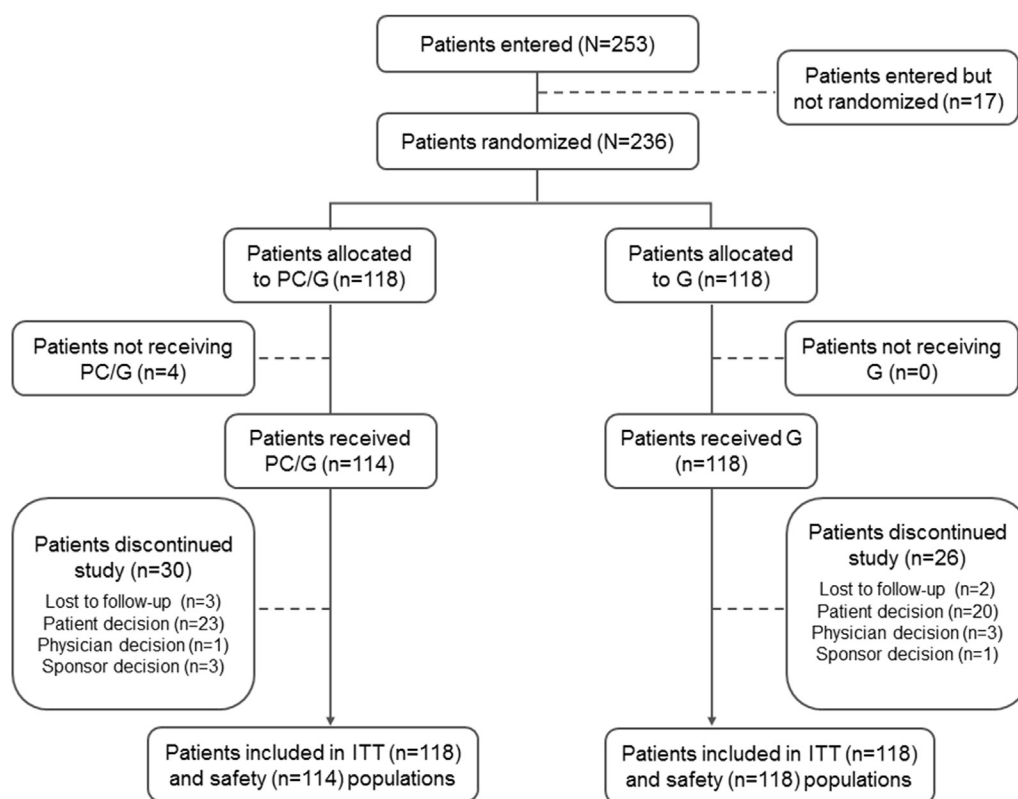 Patients entered (N=253)
Patients entered but
not randomized (n=17)
Patients randomized (N=236)
Patients allocated
to PC/G (n=118)
Patients allocated
to G (n=118)
Patients not receiving
PC/G (n=4)
Patients not receiving
G (n=0)
Patients received
PC/G (n=114)
Patients received G
(n=118)
Patients discontinued
study (n=30)
Lost to follow-up (n=3)
Patient decision (n=23)
Physician decision (n=1)
Sponsor decision (n=3)
Patients discontinued
study (n=26)
Lost to follow-up (n=2)
Patient decision (n=20)
Physician decision (n=3)
Sponsor decision (n=1)
Patients included in ITT (n=118)
and safety (n=114) populations
Patients included in ITT (n=118)
and safety (n=118) populations